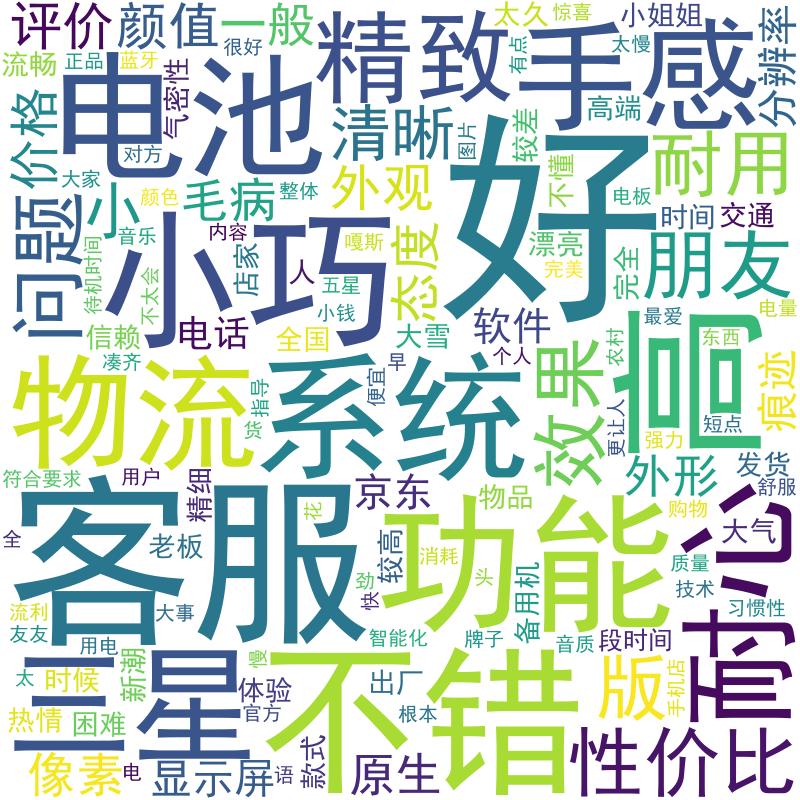 评价
颜值
一般
太久
惊喜
小姐姐
很好
有点
太慢
分辨率
流畅
正品
蓝牙
气密性
精致
手感
价格
电池
清晰
图片
较差
高端
对方
大家
颜色
毛病
整体
外观
好
不懂
耐用
电板
小
问题
音乐
内容
人
嘎斯
态度
漂亮
时间
交通
待机时间
不太会
小巧
店家
五星
小钱
完美
完全
朋友
信赖
电话
全国
大雪
软件
最爱
电量
凑齐
早
个人
农村
东西
物流
货
指导
便宜
系统
效果
更让人
壹
强力
短点
痕迹
符合要求
用户
精细
京东
物品
外形
发货
舒服
客服
全
老板
花
较高
消耗
功能
购物
大气
耐心
劲
快
头
备用机
质量
技术
流利
友友
大事
用电
智能化
牌子
音质
段时间
习惯性
三星
太
时候
新潮
慢
体验
官方
不错
出厂
根本
版
手机店
热情
困难
像素
电
显示屏
语
款式
原生
性价比